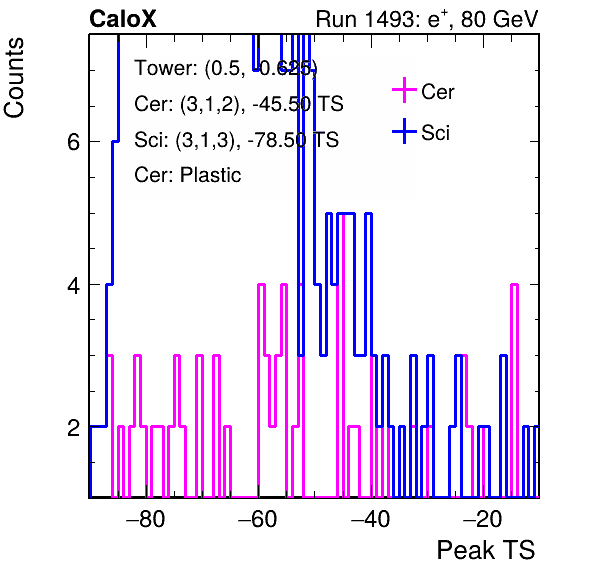 CaloX Run 1493: e+, 80 GeV
Counts
Tower: (0.5, -0.625)
Cer: (3,1,2), -45.50 TS
Sci: (3,1,3), -78.50 TS
Cer: Plastic
Cer
Sci
6
4
2
−80 −60 −40 −20
Peak TS